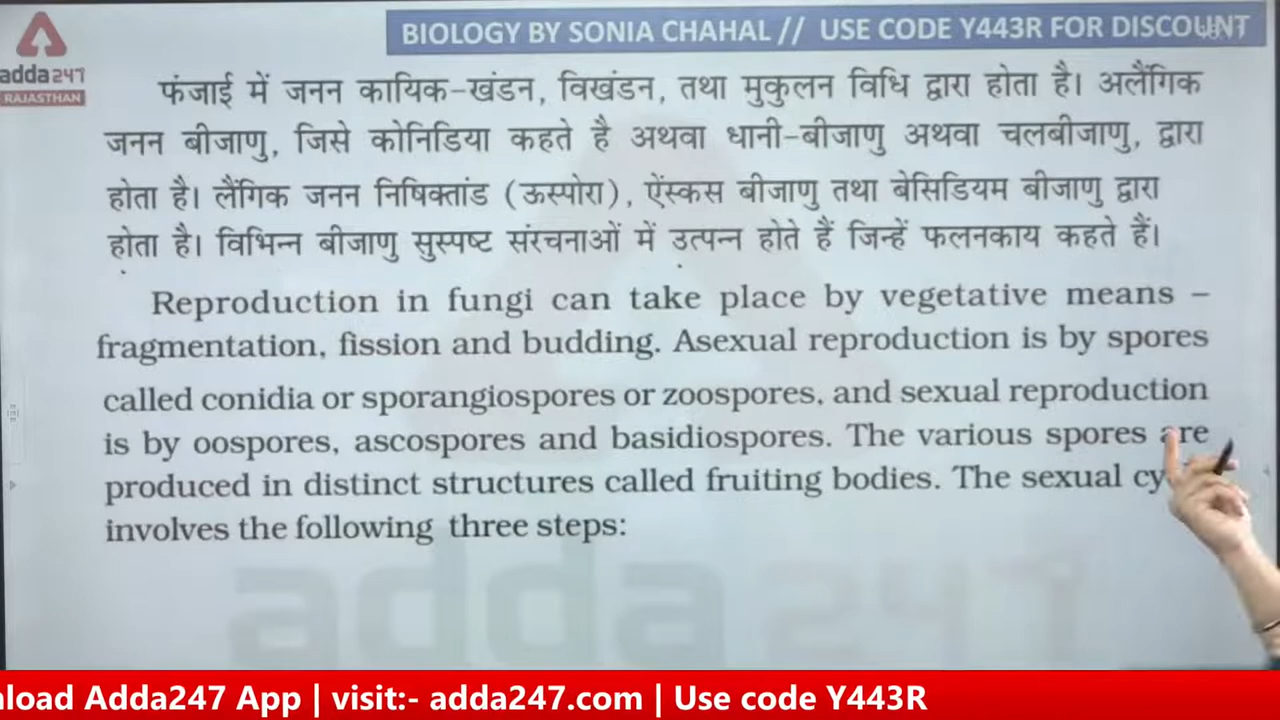 BIOLOGY BY SONIA CHAHAL // USE CODE Y443R FOR DISCOUNT
adda247
RAJASTHAN
फंजाई में जनन कायिक-खंडन, विखंडन, तथा मुकुलन विधि द्वारा होता है। अलैंगिक
जनन बीजाणु, जिसे कोनिडिया कहते है अथवा धानी-बीजाणु अथवा चलबीजाणु, द्वारा
होता है। लैंगिक जनन निषिक्तांड (ऊस्पोरा), ऐंस्कस बीजाणु तथा बेसिडियम बीजाणु द्वारा
होता है। विभिन्न बीजाणु सुस्पष्ट संरचनाओं में उत्पन्न होते हैं जिन्हें फलनकाय कहते हैं।
Reproduction in fungi can take place by vegetative means –
fragmentation, fission and budding. Asexual reproduction is by spores
called conidia or sporangiospores or zoospores, and sexual reproduction
is by oospores, ascospores and basidiospores. The various spores are
produced in distinct structures called fruiting bodies. The sexual cy
involves the following three steps:
adda247
nload Adda247 App | visit:- adda247.com | Use code Y443R